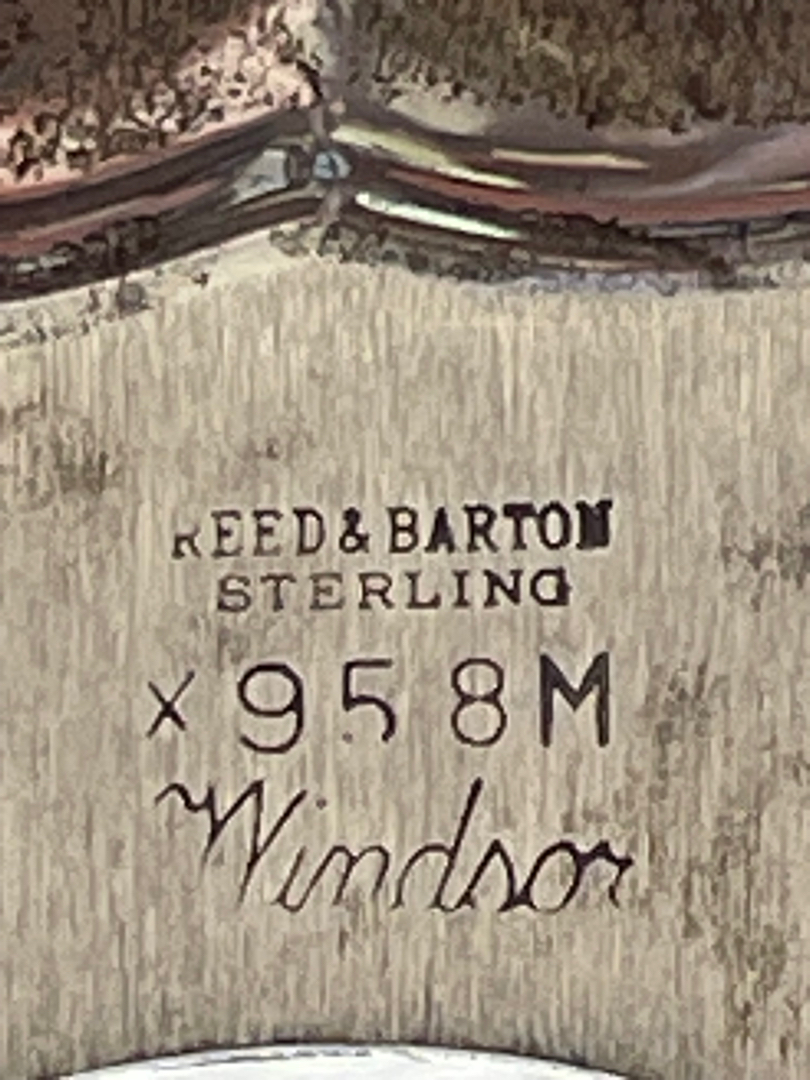 REED & BARTON
STERLING
X958M
Windsor